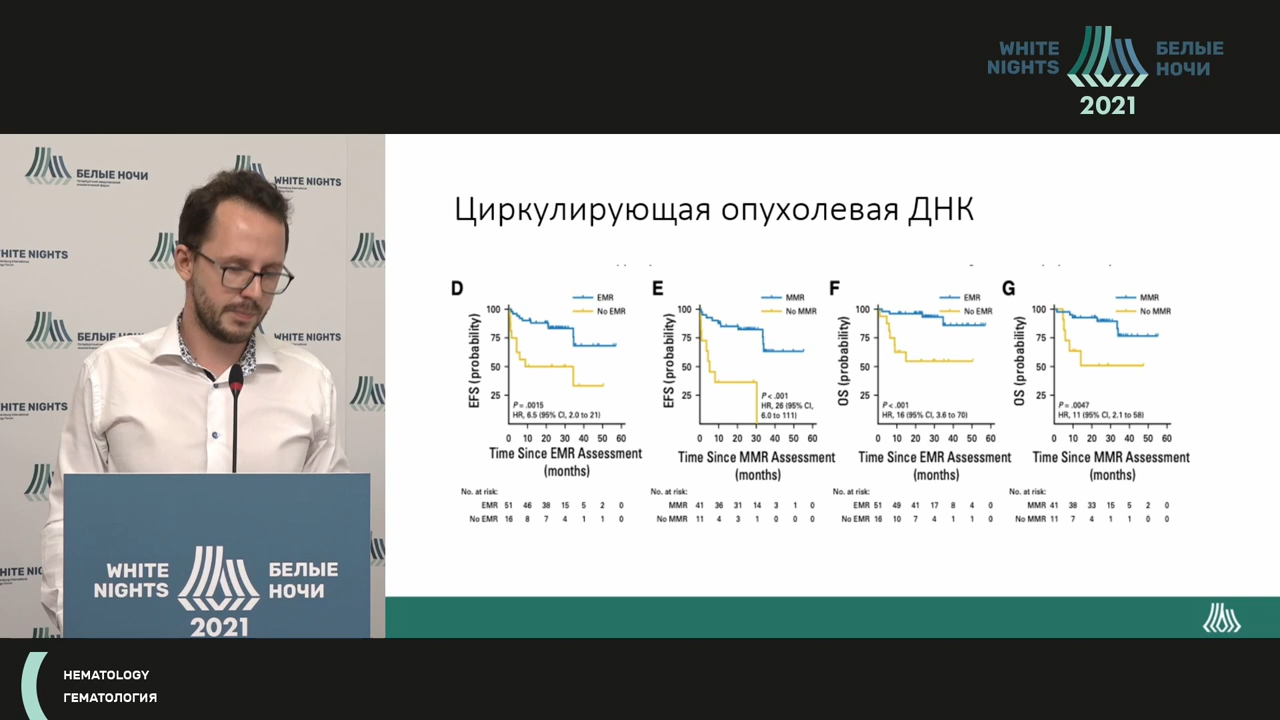 WHITE NIGHTS
БЕЛЫЕ НОЧИ
2021
БЕЛЫЕ НОЧИ
WHITE NIGHTS
WHITE NIGHTS
Циркулирующая опухолевая ДНК
D
EFS (probability)
100
75
50
25
EMR
No EMR
P = .0015
HR, 6.5 (95% CI, 2.0 to 21)
0 10 20 30 40 50 60
Time Since EMR Assessment
(months)
No. at risk:
EMR 51 46 38 15 5 2 0
No EMR 16 8 7 4 1 1 0
E
EFS (probability)
100
75
50
25
MMR
No MMR
P < .001
HR, 26 (95% CI,
6.0 to 111)
0 10 20 30 40 50 60
Time Since MMR Assessment
(months)
No. at risk:
MMR 41 36 31 14 3 1 0
No MMR 11 4 3 1 0 0 0
F
OS (probability)
100
75
50
25
EMR
No EMR
P < .001
HR, 16 (95% CI, 3.6 to 70)
0 10 20 30 40 50 60
Time Since EMR Assessment
(months)
No. at risk:
EMR 51 49 41 17 8 4 0
No EMR 16 10 7 4 1 1 0
G
OS (probability)
100
75
50
25
MMR
No MMR
P = .0047
HR, 11 (95% CI, 2.1 to 58)
0 10 20 30 40 50 60
Time Since MMR Assessment
(months)
No. at risk:
MMR 41 38 33 15 5 2 0
No MMR 11 7 4 1 1 0 0
WHITE NIGHTS
БЕЛЫЕ НОЧИ
2021
HEMATOLOGY
ГЕМАТОЛОГИЯ